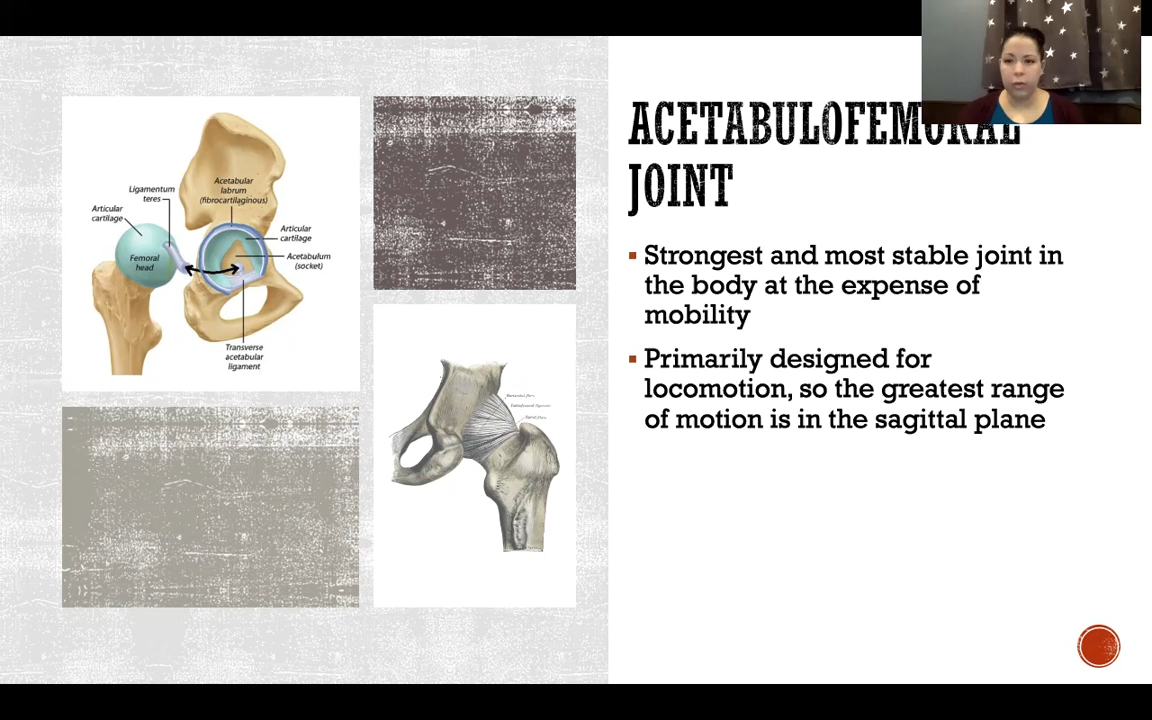 ACETABULOFEMORAL
JOINT
▪ Strongest and most stable joint in
the body at the expense of
mobility
▪ Primarily designed for
locomotion, so the greatest range
of motion is in the sagittal plane
Ligamentum
teres
Articular
cartilage
Femoral
head
Acetabular
labrum
(fibrocartilaginous)
Articular
cartilage
Acetabulum
(socket)
Transverse
acetabular
ligament